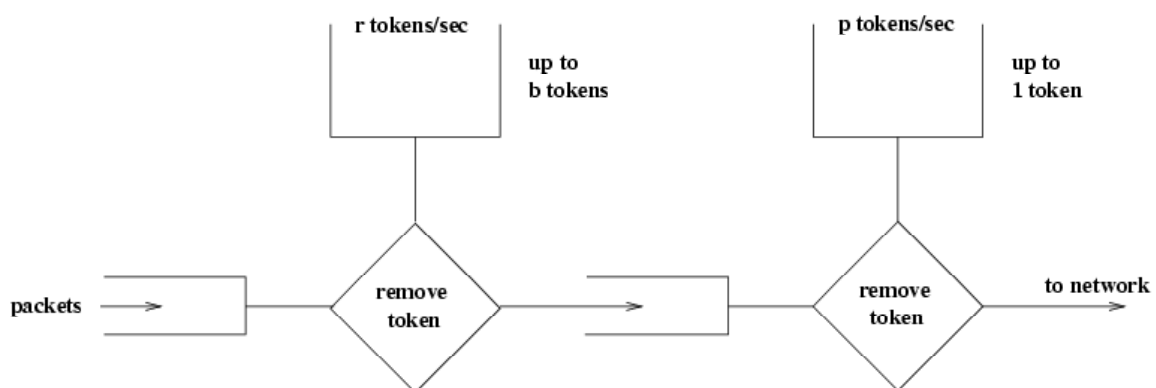 r tokens/sec
up to
b tokens
p tokens/sec
up to
1 token
packets
remove
token
remove
token
to network